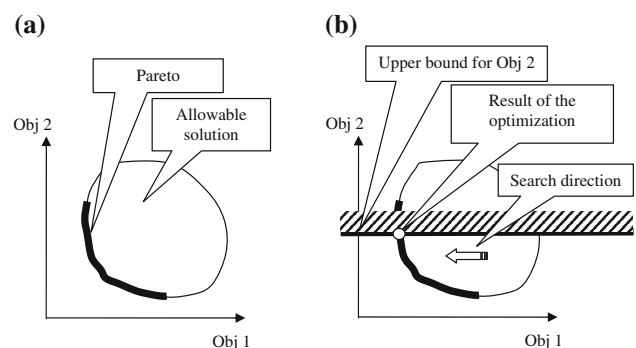 (a)
Pareto
Allowable
solution
Obj 2
Obj 1
(b)
Upper bound for Obj 2
Result of the
optimization
Obj 2
Search direction
Obj 1